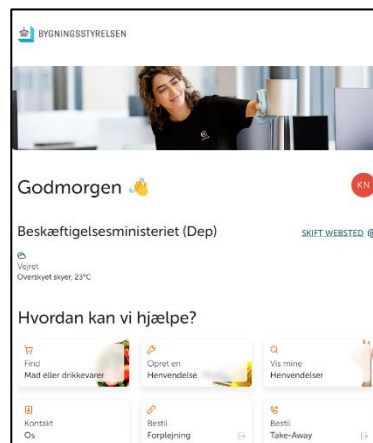 BYGNINGSSTYRELSEN
Godmorgen 👋
KN
Beskæftigelsesministeriet (Dep)
SKIFT WEBSTED
Vejret
Overskyet skyer, 23°C
Hvordan kan vi hjælpe?
Find
Mad eller drikkevarer
Opret en
Henvendelse
Vis mine
Henvendelser
Kontakt
Os
Bestil
Forplejning
Bestil
Take-Away